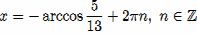 x = − arccos 5/13 + 2πn, n ∈ ℤ